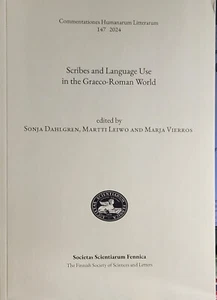 Commentationes Humanarum Litterarum
147 2024
Scribes and Language Use
in the Graeco-Roman World
edited by
Sonja Dahlgren, Martti Leiwo and Marja Vierros
Societas Scientiarum Fennica
The Finnish Society of Sciences and Letters